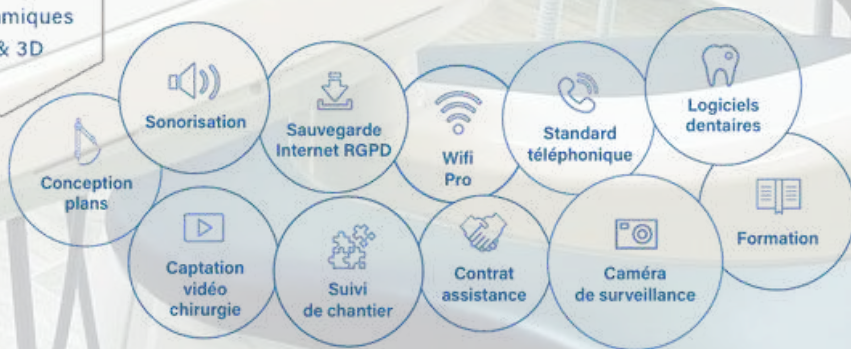 & 3D
Sonorisation
Sauvegarde
Internet RGPD
Wifi
Pro
Standard
téléphonique
Logiciels
dentaires
Conception
plans
Captation
vidéo
chirurgie
Suivi
de chantier
Contrat
assistance
Caméra
de surveillance
Formation